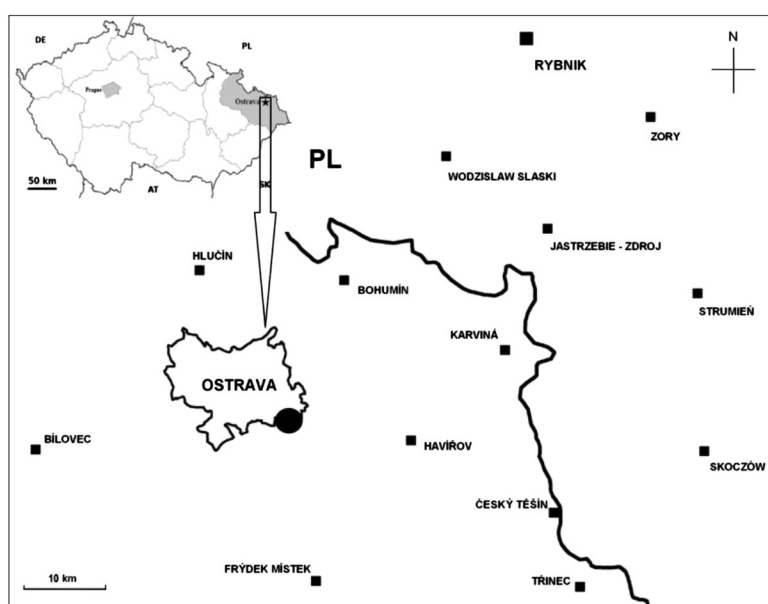 DE
PL
Prague
Ostrava
50 km
AT
SK
PL
N
RYBNIK
ZORY
WODZISLAW SLASKI
JASTRZEBIE - ZDROJ
HLUČÍN
BOHUMÍN
STRUMIEŇ
KARVINÁ
OSTRAVA
BÍLOVEC
HAVÍŘOV
SKOCZÓW
ČESKÝ TĚŠÍN
10 km
FRÝDEK MÍSTEK
TŘINEC